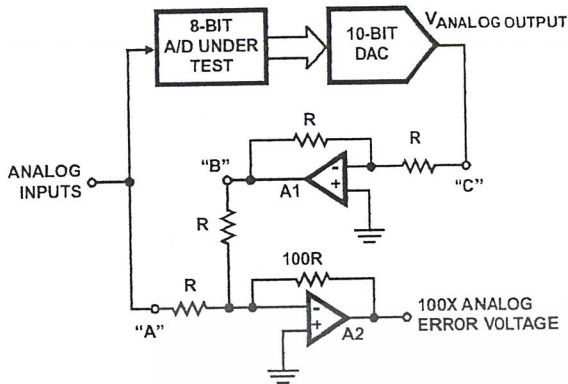 8-BIT
A/D UNDER
TEST
10-BIT
DAC
VANALOG OUTPUT
R
R
"B"
-
+
A1
"C"
ANALOG
INPUTS
R
100R
R
"A"
-
+
A2
100X ANALOG
ERROR VOLTAGE